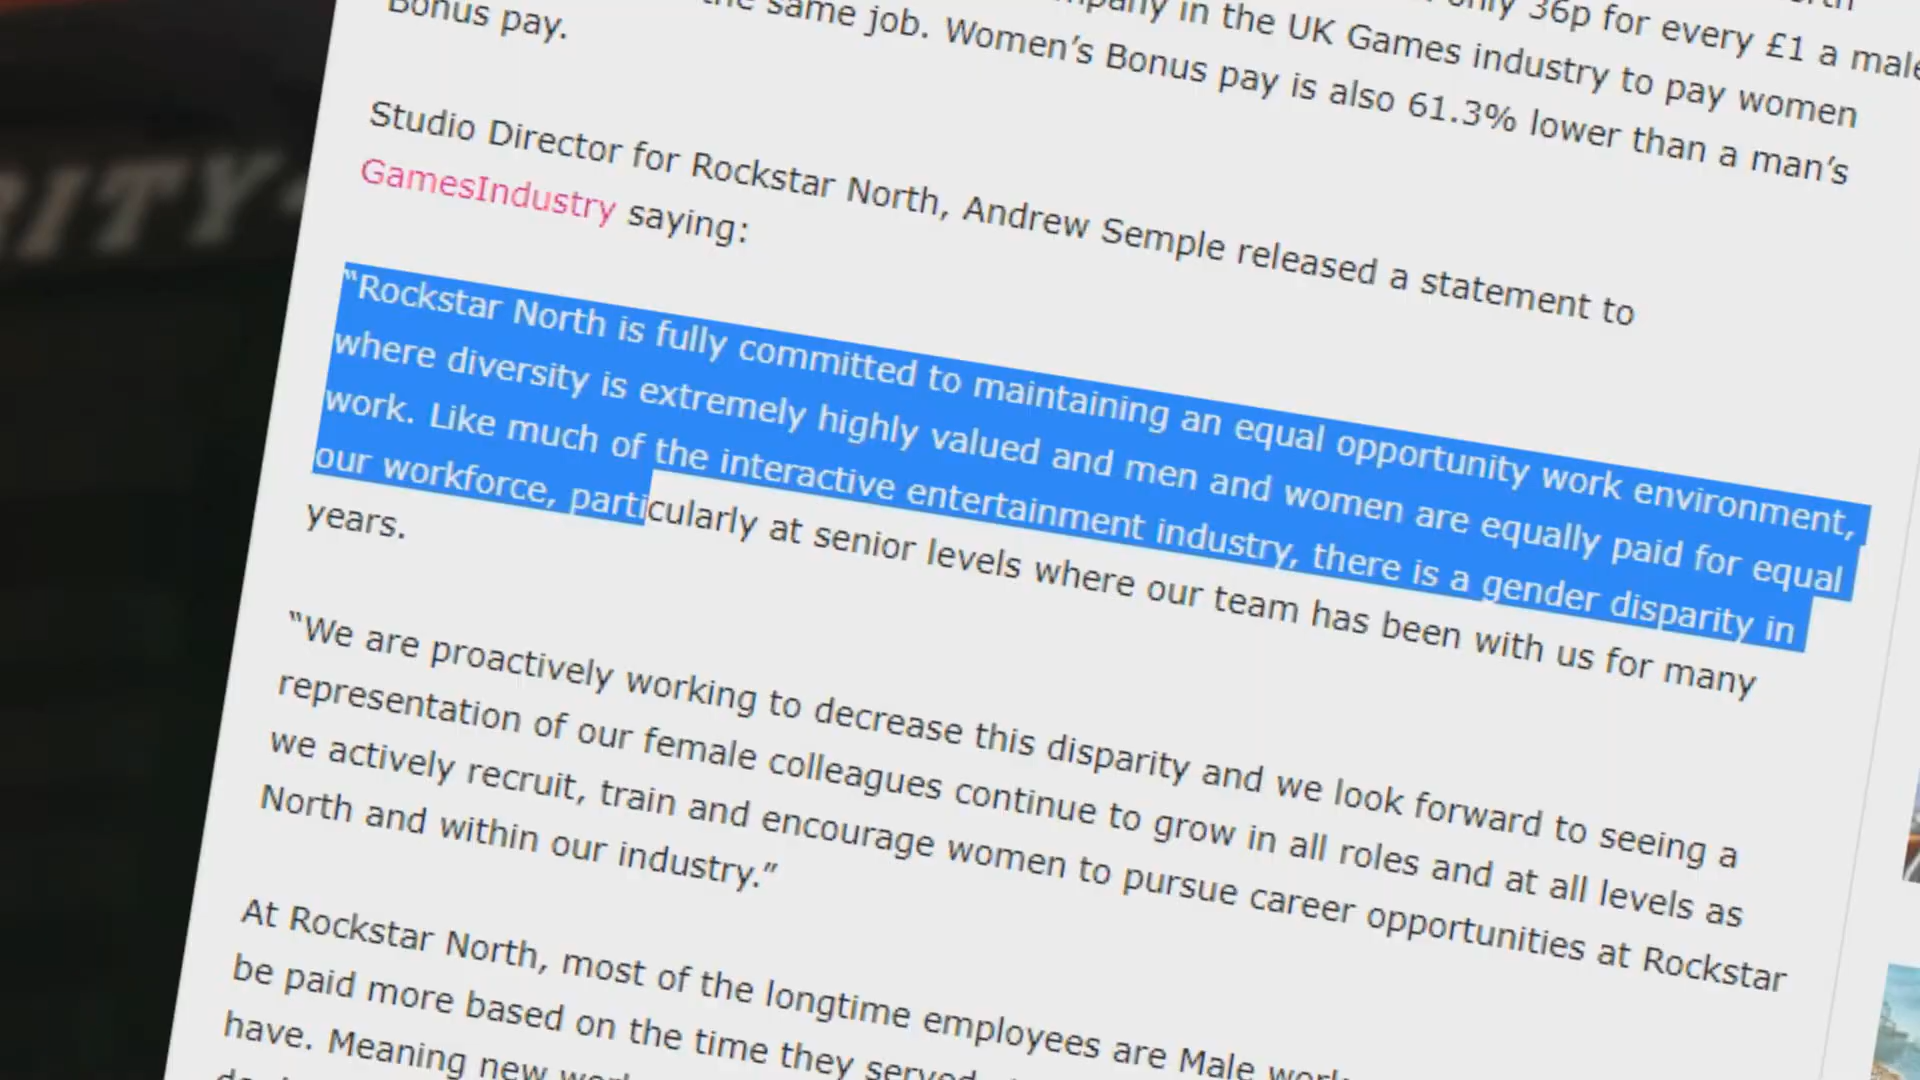 only 36p for every £1 a male
in the UK Games industry to pay women
the same job. Women’s Bonus pay is also 61.3% lower than a man’s
Bonus pay.
Studio Director for Rockstar North, Andrew Semple released a statement to
GamesIndustry saying:
“Rockstar North is fully committed to maintaining an equal opportunity work environment,
where diversity is extremely highly valued and men and women are equally paid for equal
work. Like much of the interactive entertainment industry, there is a gender disparity in
our workforce, particularly at senior levels where our team has been with us for many
years.
“We are proactively working to decrease this disparity and we look forward to seeing a
representation of our female colleagues continue to grow in all roles and at all levels as
we actively recruit, train and encourage women to pursue career opportunities at Rockstar
North and within our industry.”
At Rockstar North, most of the longtime employees are Male
be paid more based on the time they
have. Meaning new